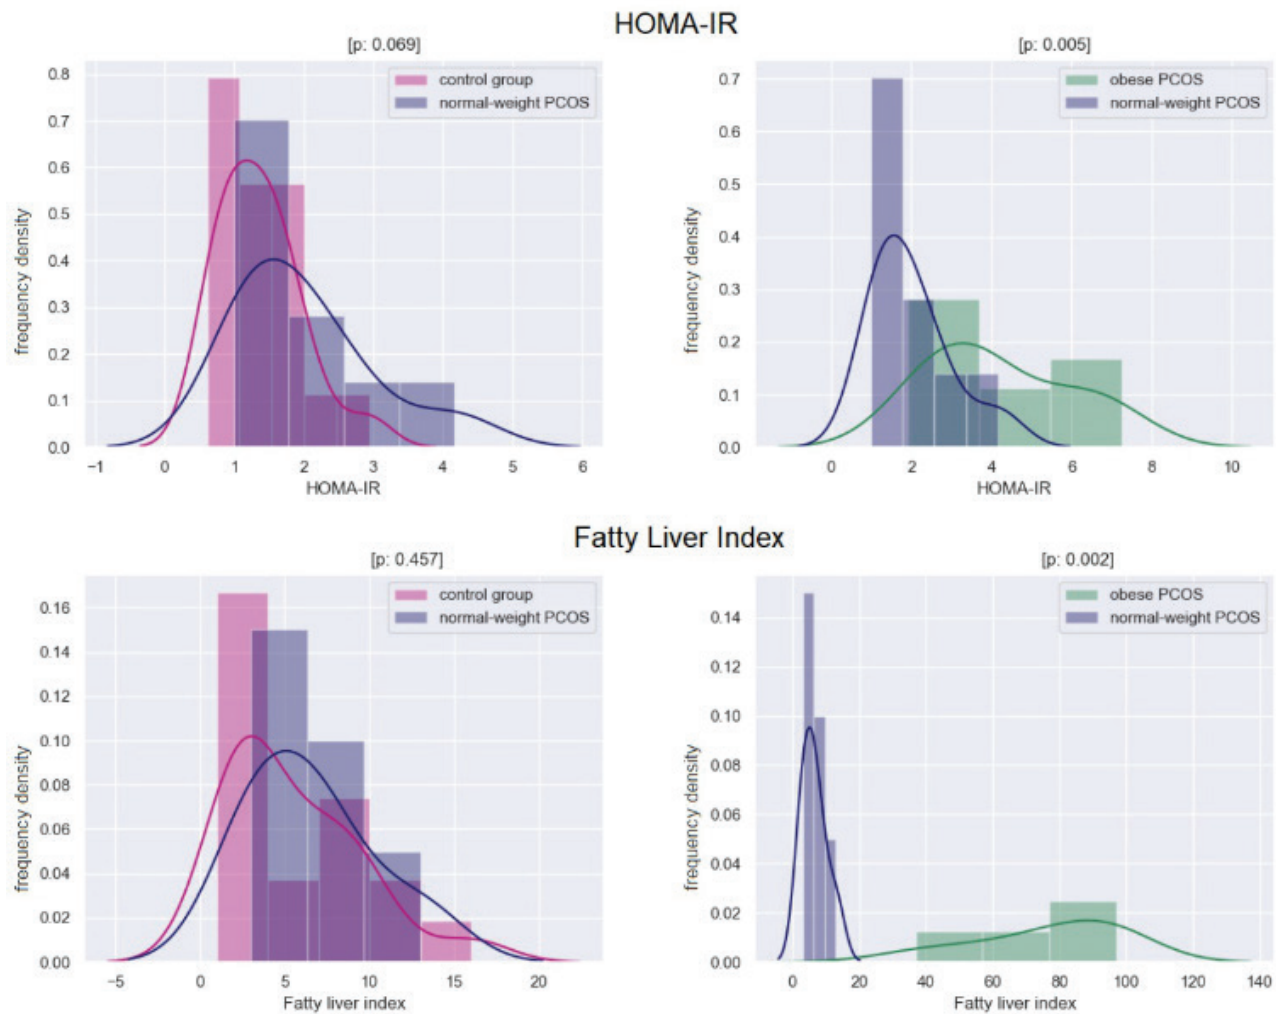 HOMA-IR
[p: 0.069]
control group
normal-weight PCOS
0.8
0.7
0.6
0.5
0.4
0.3
0.2
0.1
0.0
frequency density
−1 0 1 2 3 4 5 6
HOMA-IR
[p: 0.005]
obese PCOS
normal-weight PCOS
0.7
0.6
0.5
0.4
0.3
0.2
0.1
0.0
frequency density
0 2 4 6 8 10
HOMA-IR
Fatty Liver Index
[p: 0.457]
control group
normal-weight PCOS
0.16
0.14
0.12
0.10
0.08
0.06
0.04
0.02
0.00
frequency density
−5 0 5 10 15 20
Fatty liver index
[p: 0.002]
obese PCOS
normal-weight PCOS
0.14
0.12
0.10
0.08
0.06
0.04
0.02
0.00
frequency density
0 20 40 60 80 100 120 140
Fatty liver index